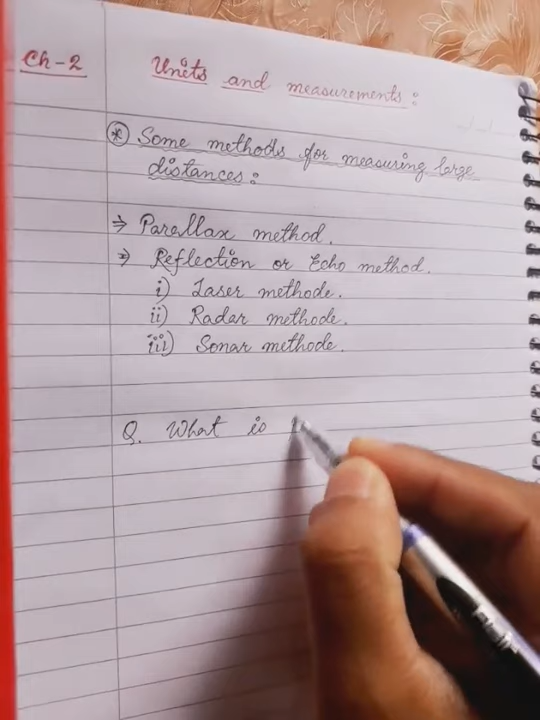 Ch-2
Units and measurements :
* Some methods for measuring large
distances :
⇒ Parallax method.
⇒ Reflection or Echo method.
i) Laser methode.
ii) Radar methode.
iii) Sonar methode.
Q. What is